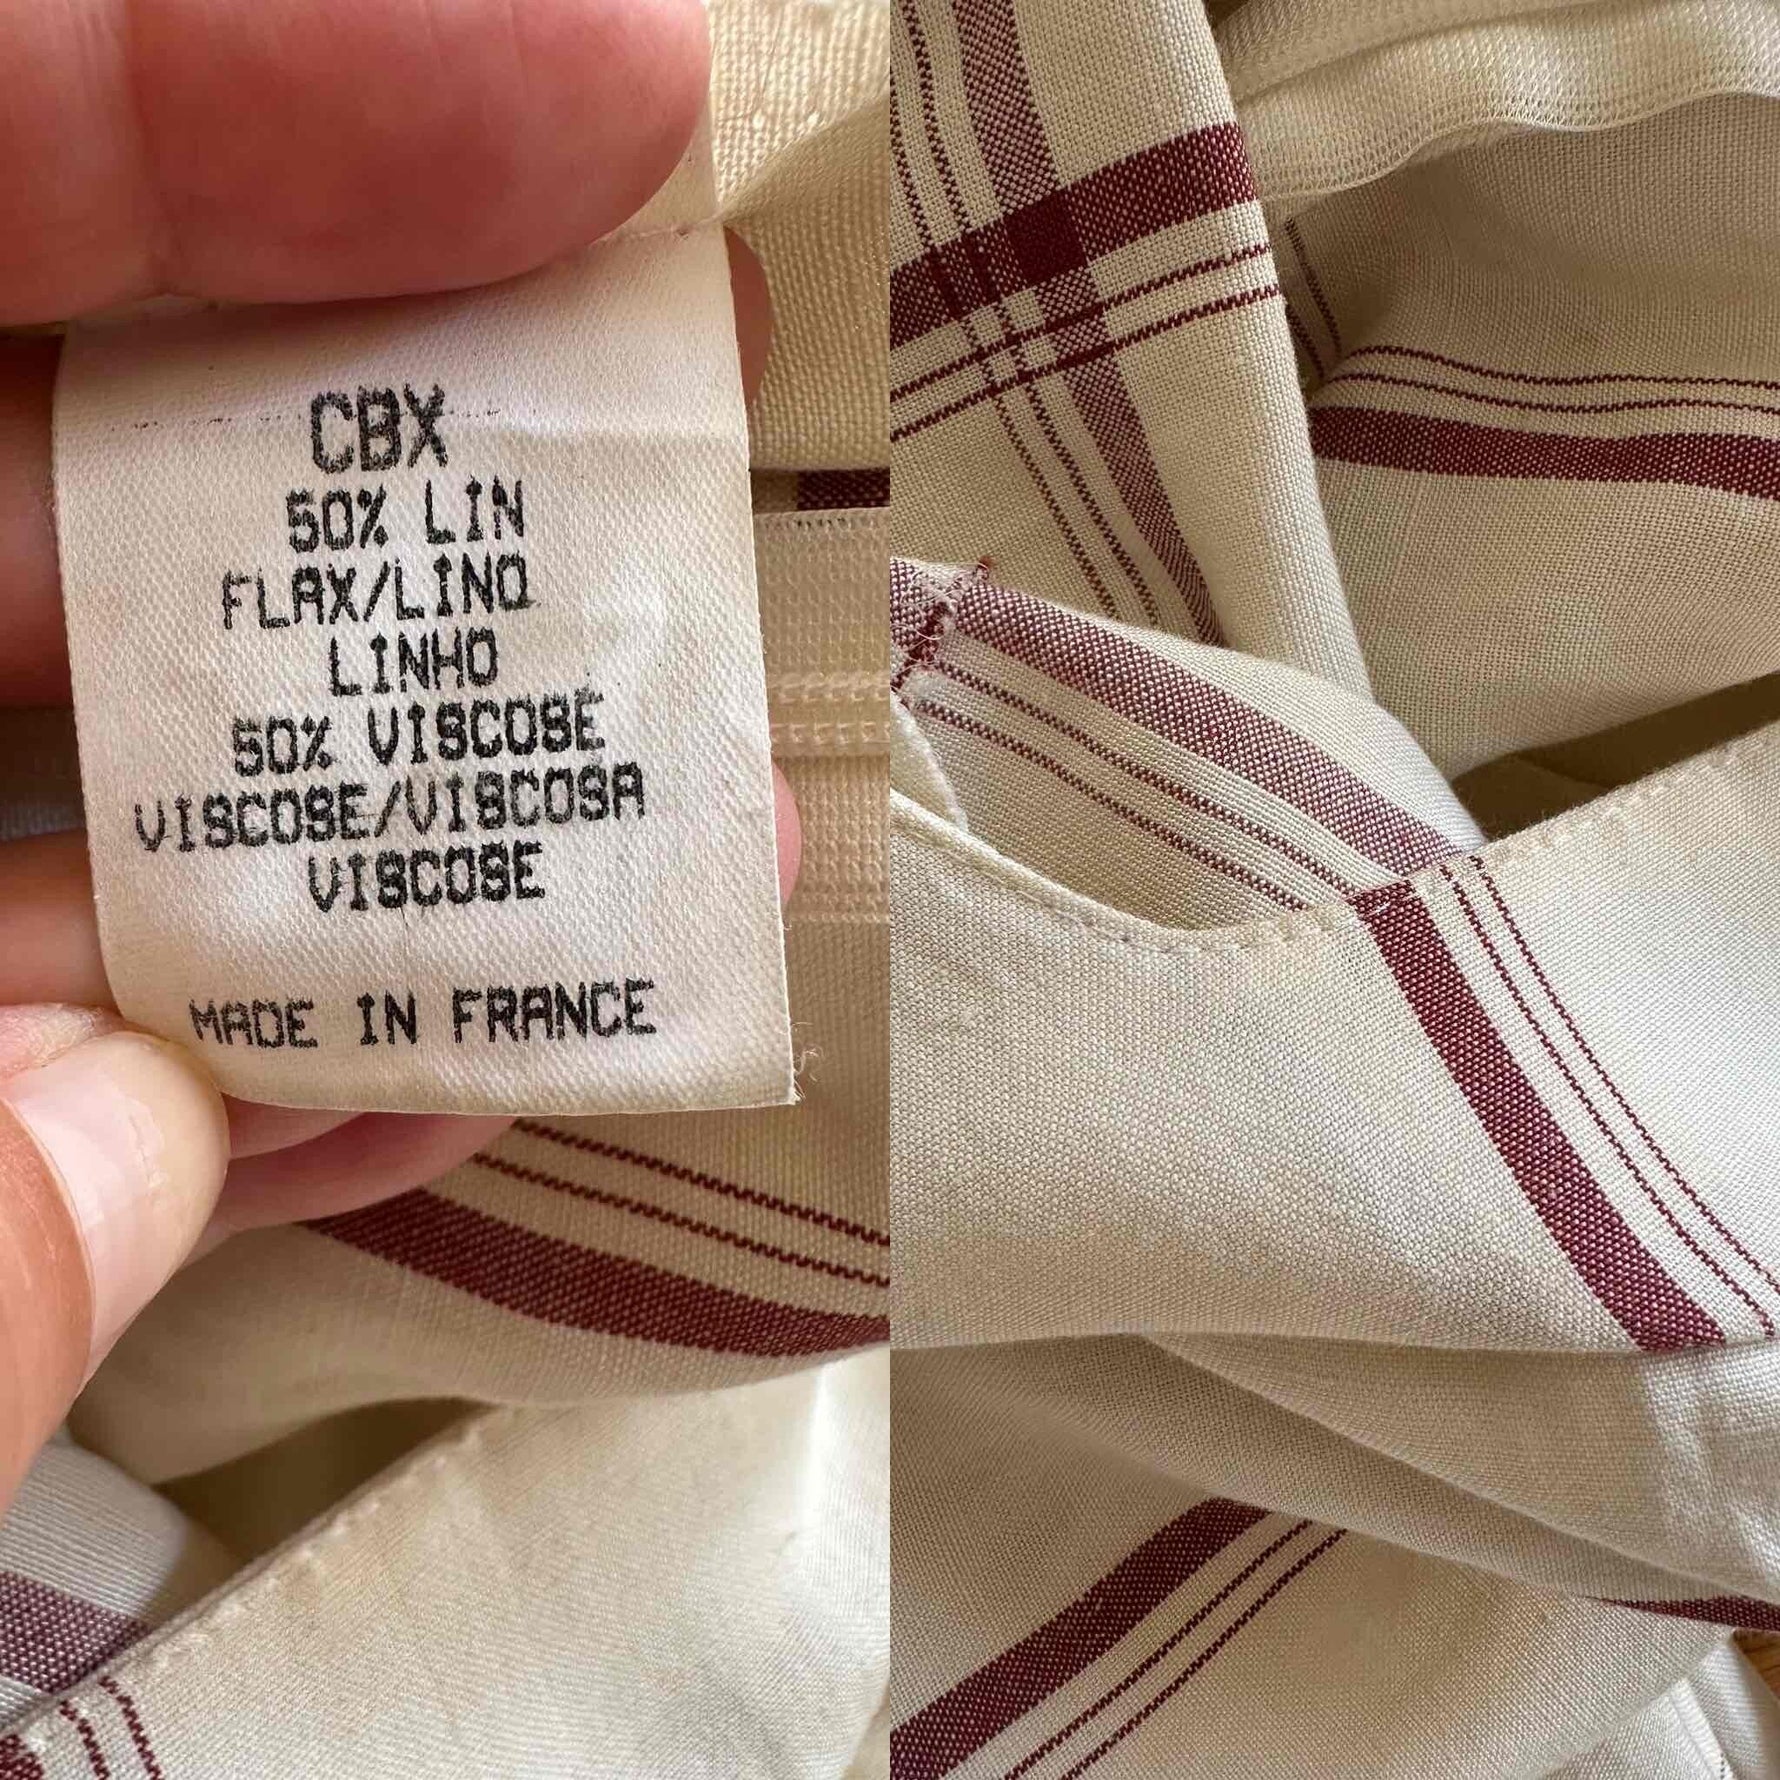 CBX
50% LIN
FLAX/LINO
LINHO
50% VISCOSE
VISCOSE/VISCOSA
VISCOSE
MADE IN FRANCE